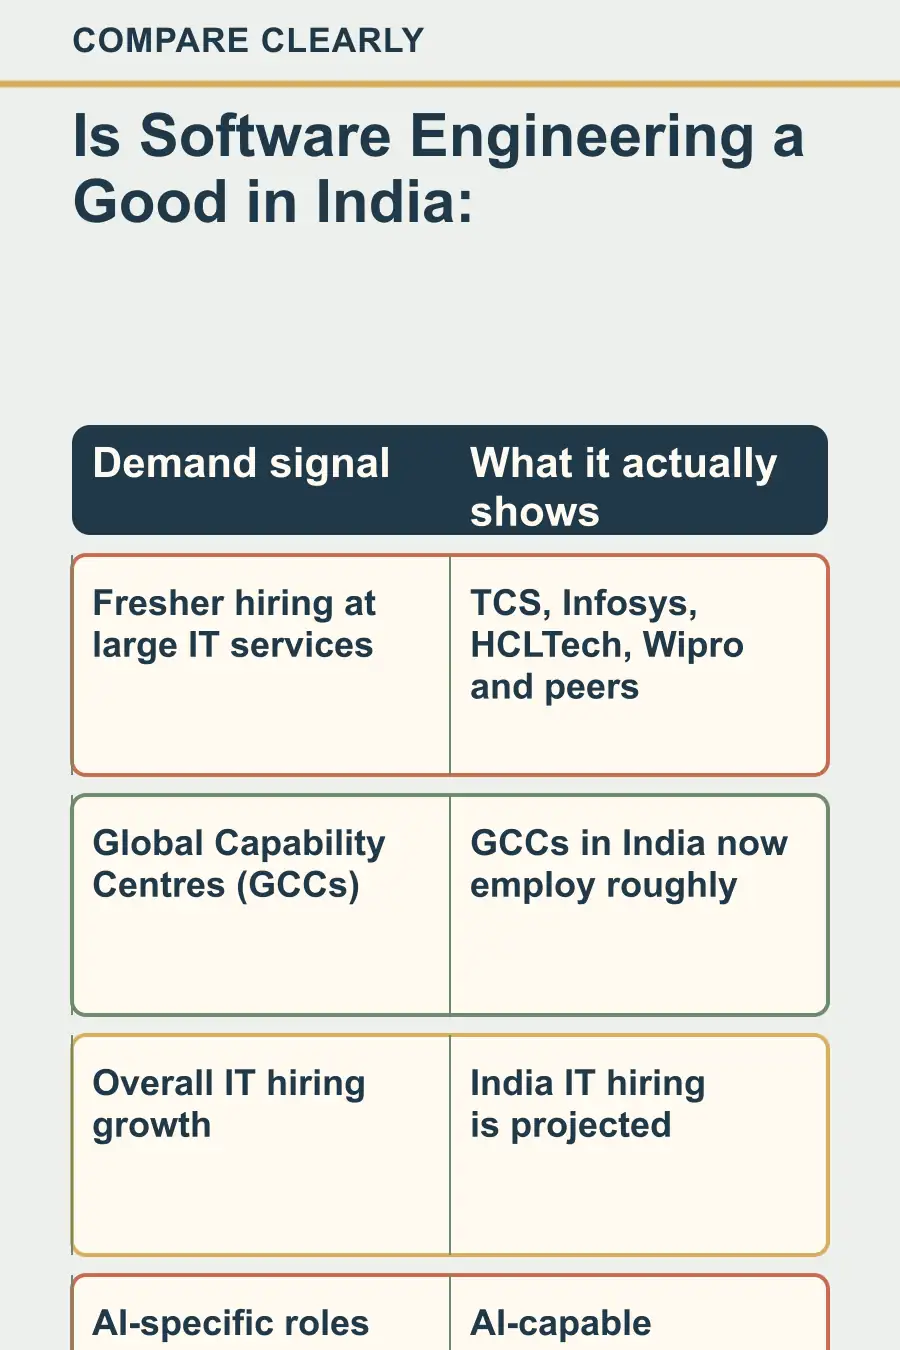 COMPARE CLEARLY
Is Software Engineering a
Good in India:
Demand signal
What it actually
shows
Fresher hiring at
large IT services
TCS, Infosys,
HCLTech, Wipro
and peers
Global Capability
Centres (GCCs)
GCCs in India now
employ roughly
Overall IT hiring
growth
India IT hiring
is projected
AI-specific roles
AI-capable